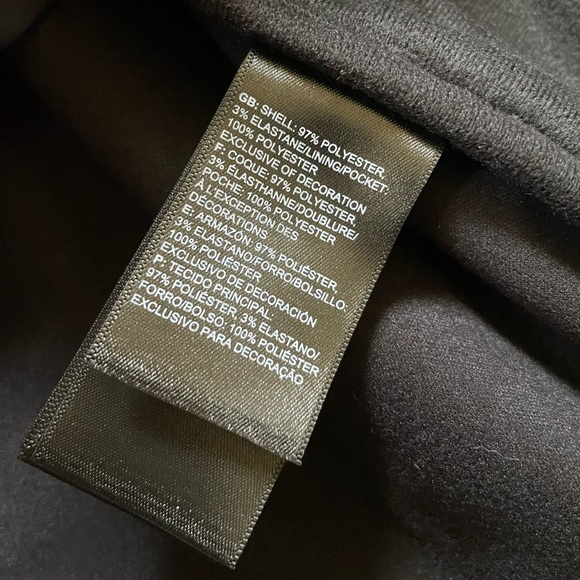 GB: SHELL: 97% POLYESTER,
3% ELASTANE/LINING/POCKET:
100% POLYESTER
EXCLUSIVE OF DECORATION
F: COQUE: 97% POLYESTER,
3% ÉLASTHANNE/DOUBLURE/
POCHE: 100% POLYESTER
À L'EXCEPTION DES
DÉCORATIONS.
E: ARMAZÓN: 97% POLIÉSTER,
3% ELASTANO/FORRO/BOLSILLO:
100% POLIÉSTER
EXCLUSIVO DE DECORACIÓN
P: TECIDO PRINCIPAL:
97% POLIÉSTER, 3% ELASTANO/
FORRO/BOLSO: 100% POLIÉSTER
EXCLUSIVO PARA DECORAÇÃO